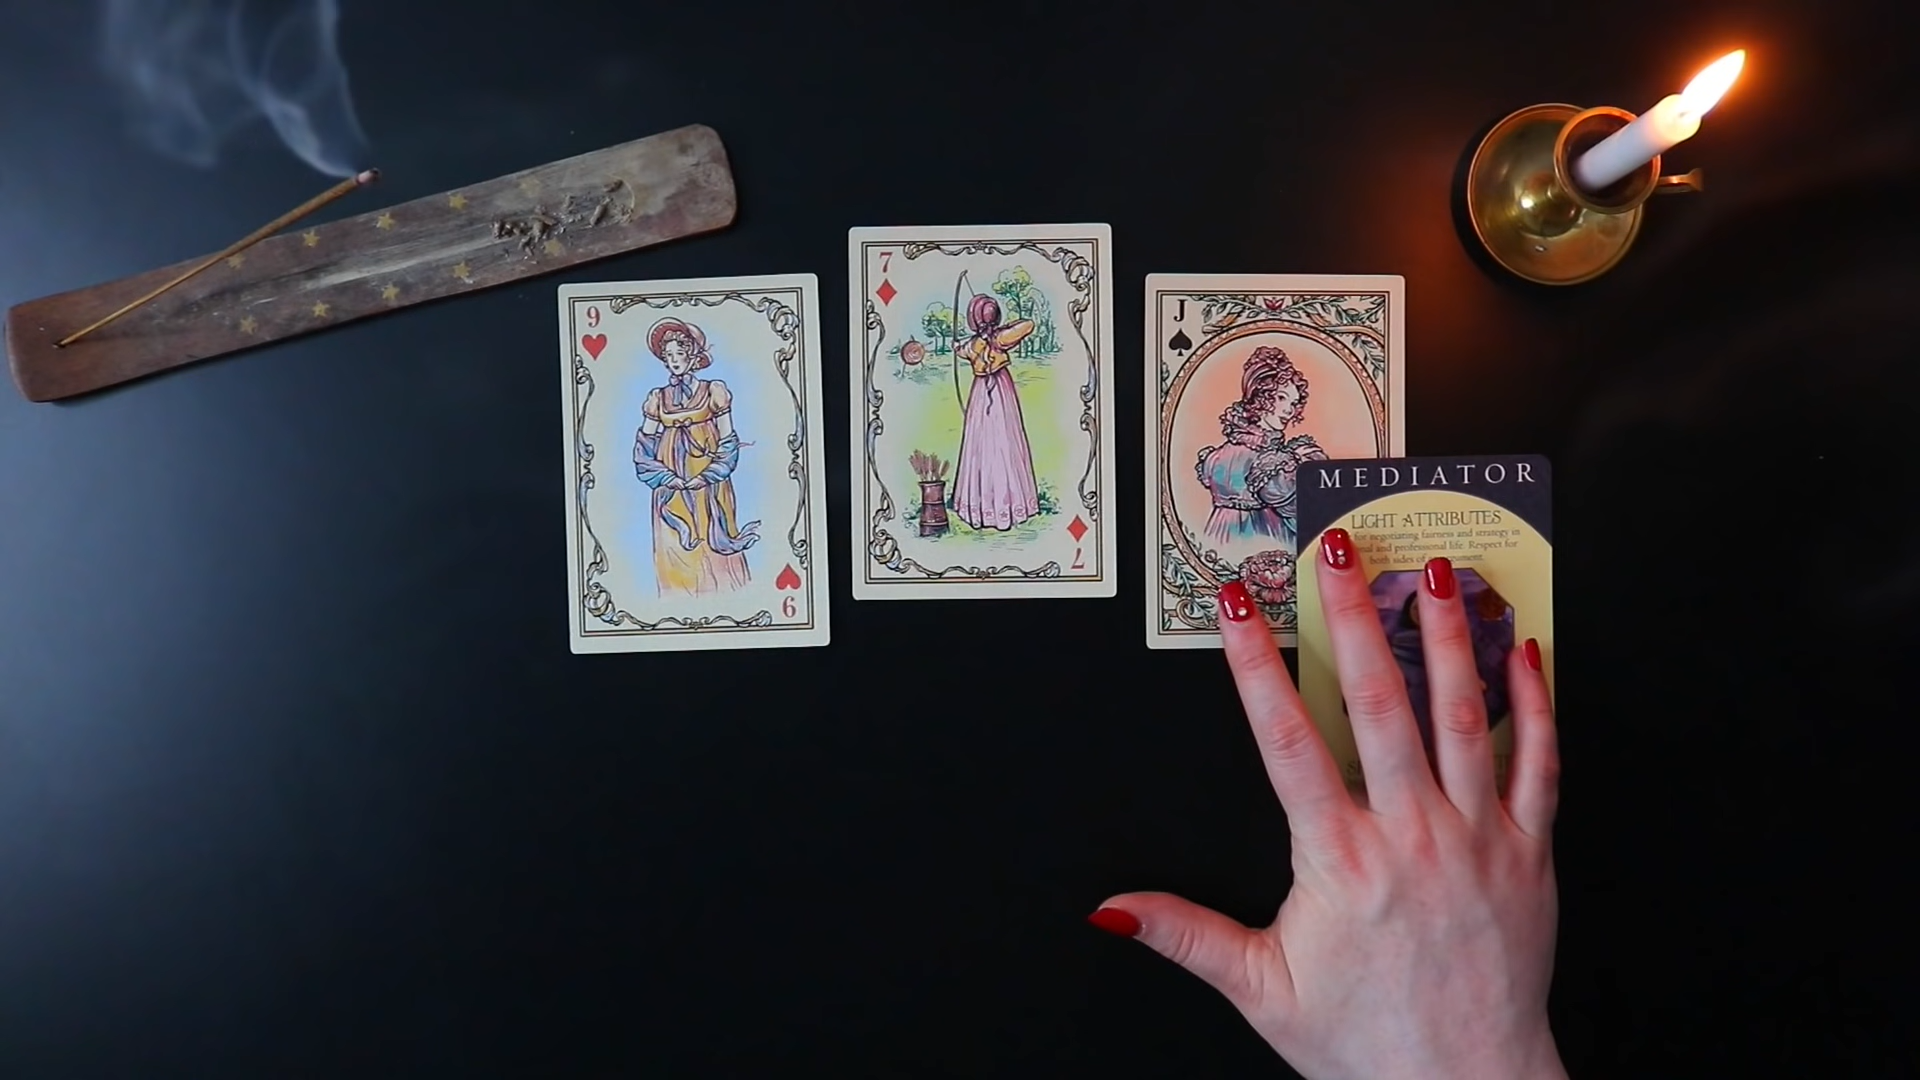 9
6
7
7
J
MEDIATOR
LIGHT ATTRIBUTES
for negotiating fairness and strategy in
and professional life. Respect for
both sides of